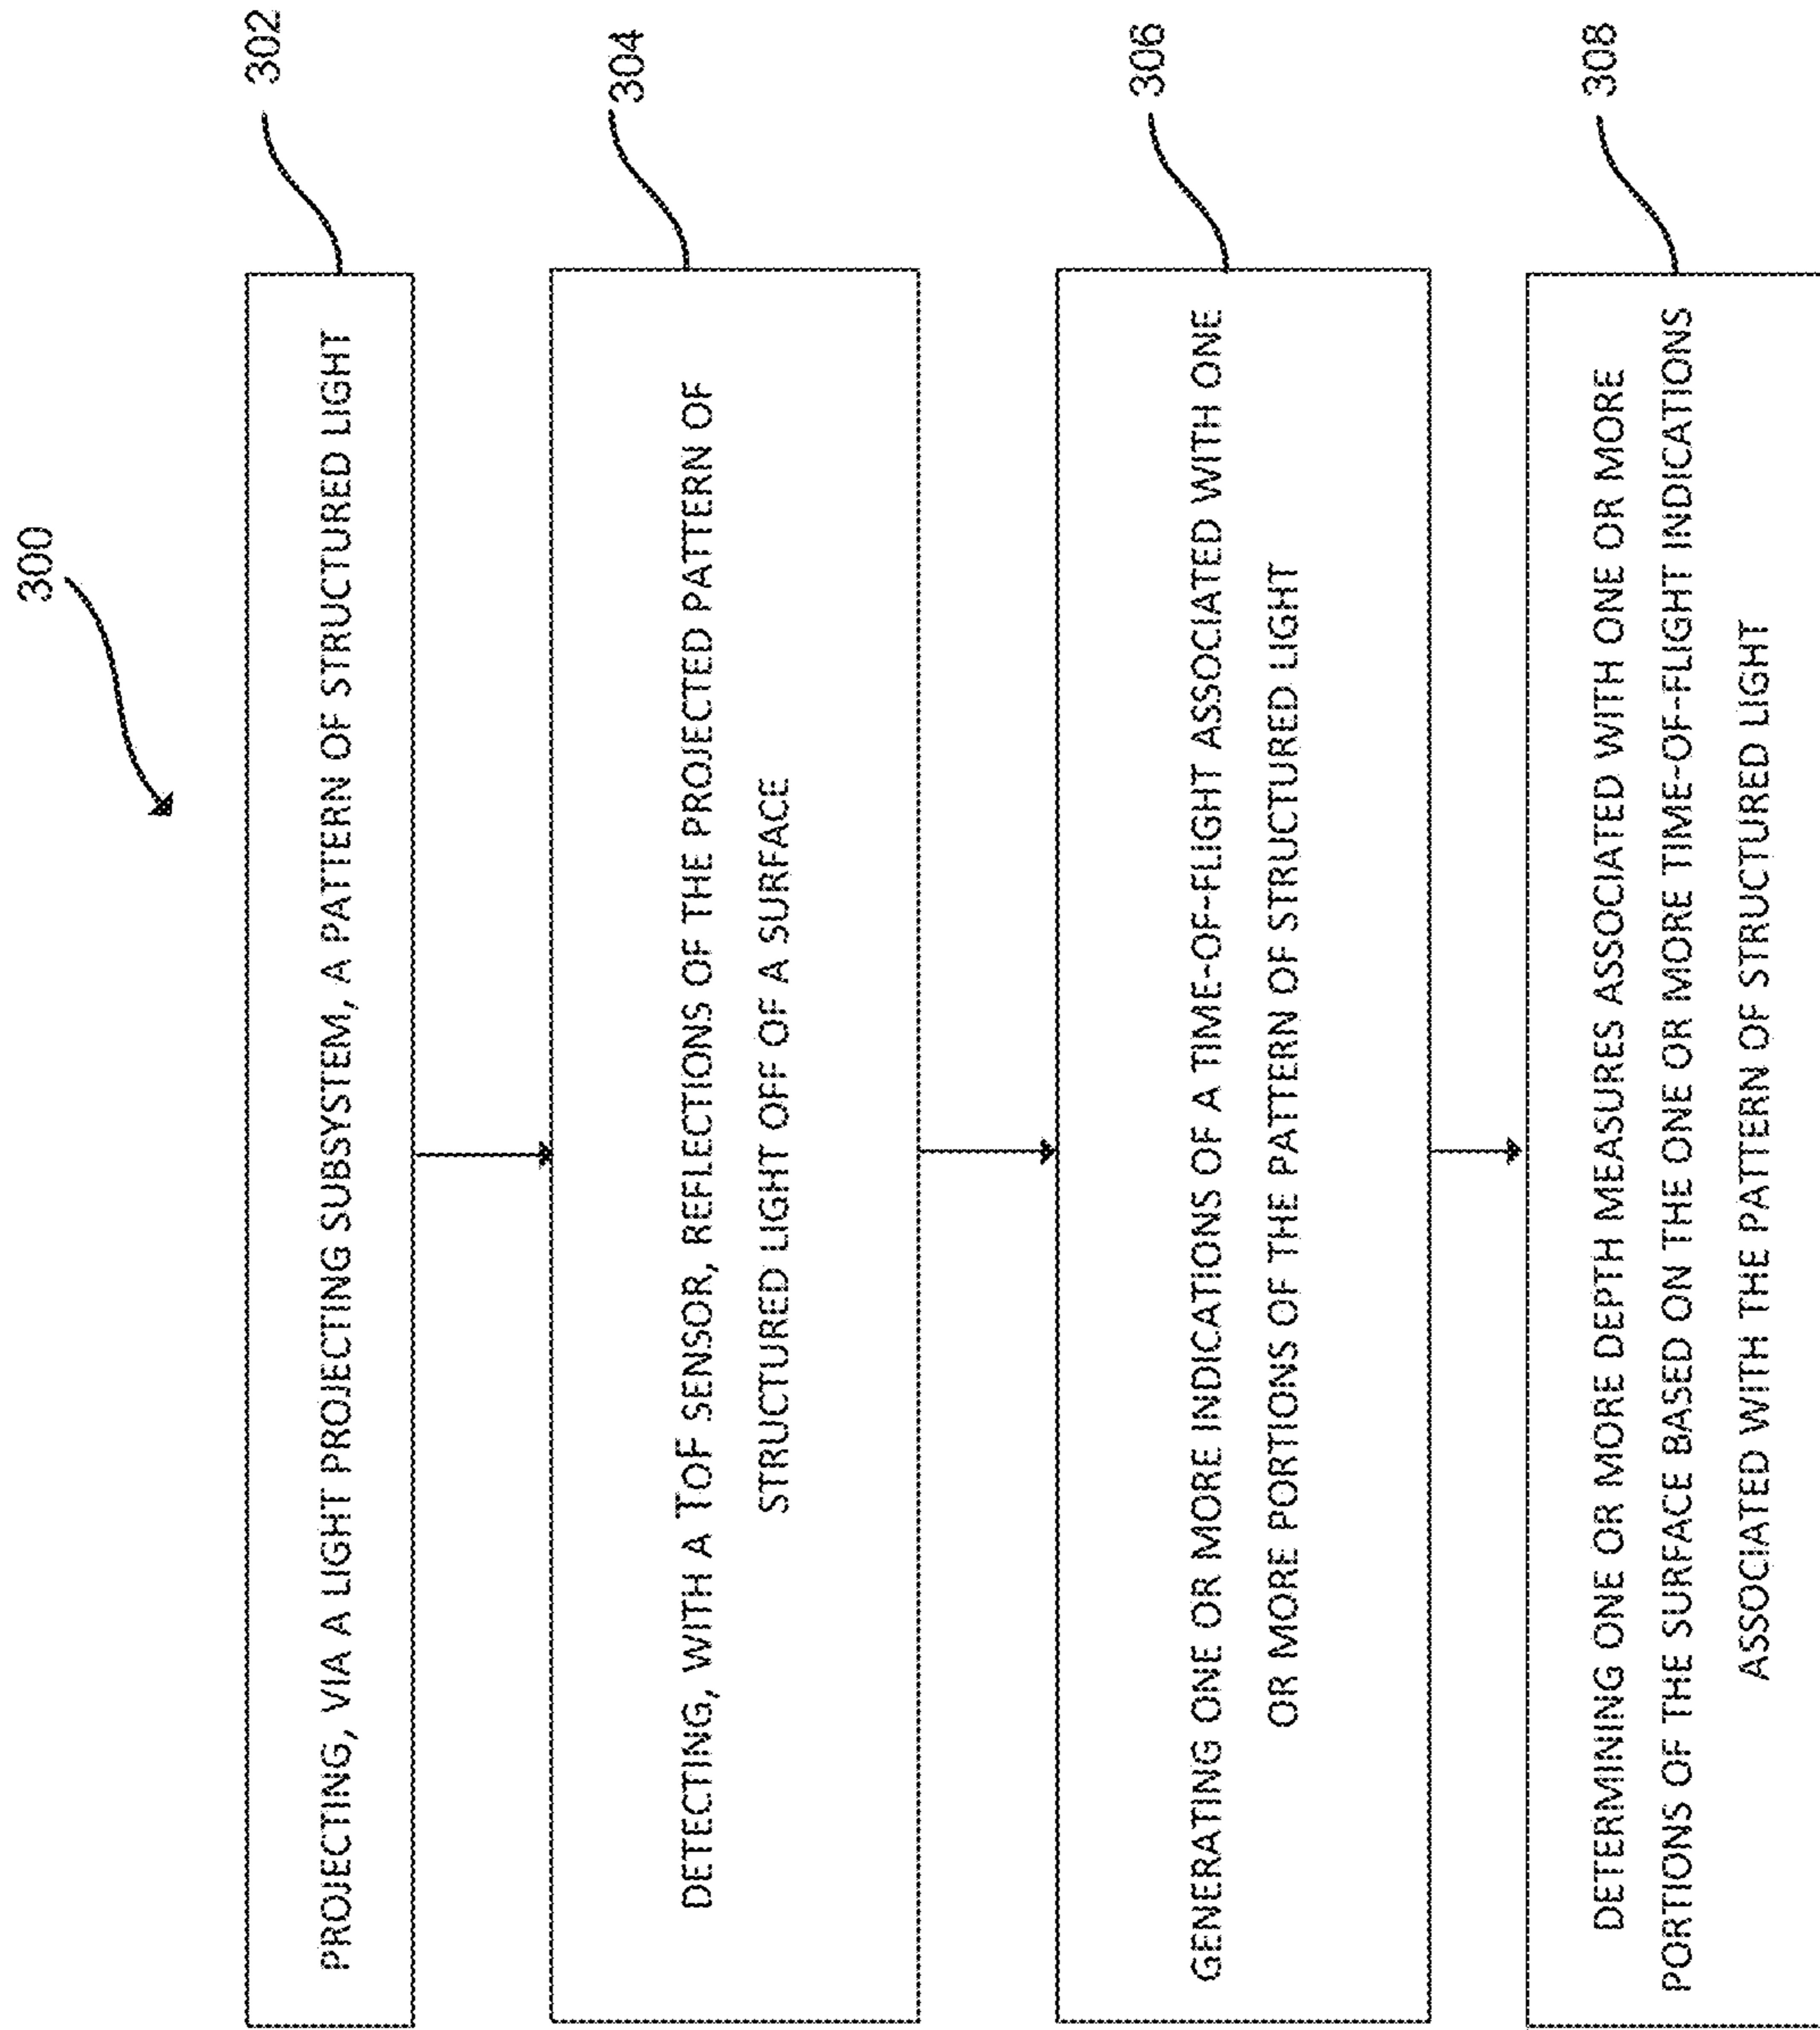 300
302
PROJECTING, VIA A LIGHT PROJECTING SUBSYSTEM, A PATTERN OF STRUCTURED LIGHT
304
DETECTING, WITH A TOF SENSOR, REFLECTIONS OF THE PROJECTED PATTERN OF
STRUCTURED LIGHT OFF OF A SURFACE
306
GENERATING ONE OR MORE INDICATIONS OF A TIME-OF-FLIGHT ASSOCIATED WITH ONE
OR MORE PORTIONS OF THE PATTERN OF STRUCTURED LIGHT
308
DETERMINING ONE OR MORE DEPTH MEASURES ASSOCIATED WITH ONE OR MORE
PORTIONS OF THE SURFACE BASED ON THE ONE OR MORE TIME-OF-FLIGHT INDICATIONS
ASSOCIATED WITH THE PATTERN OF STRUCTURED LIGHT